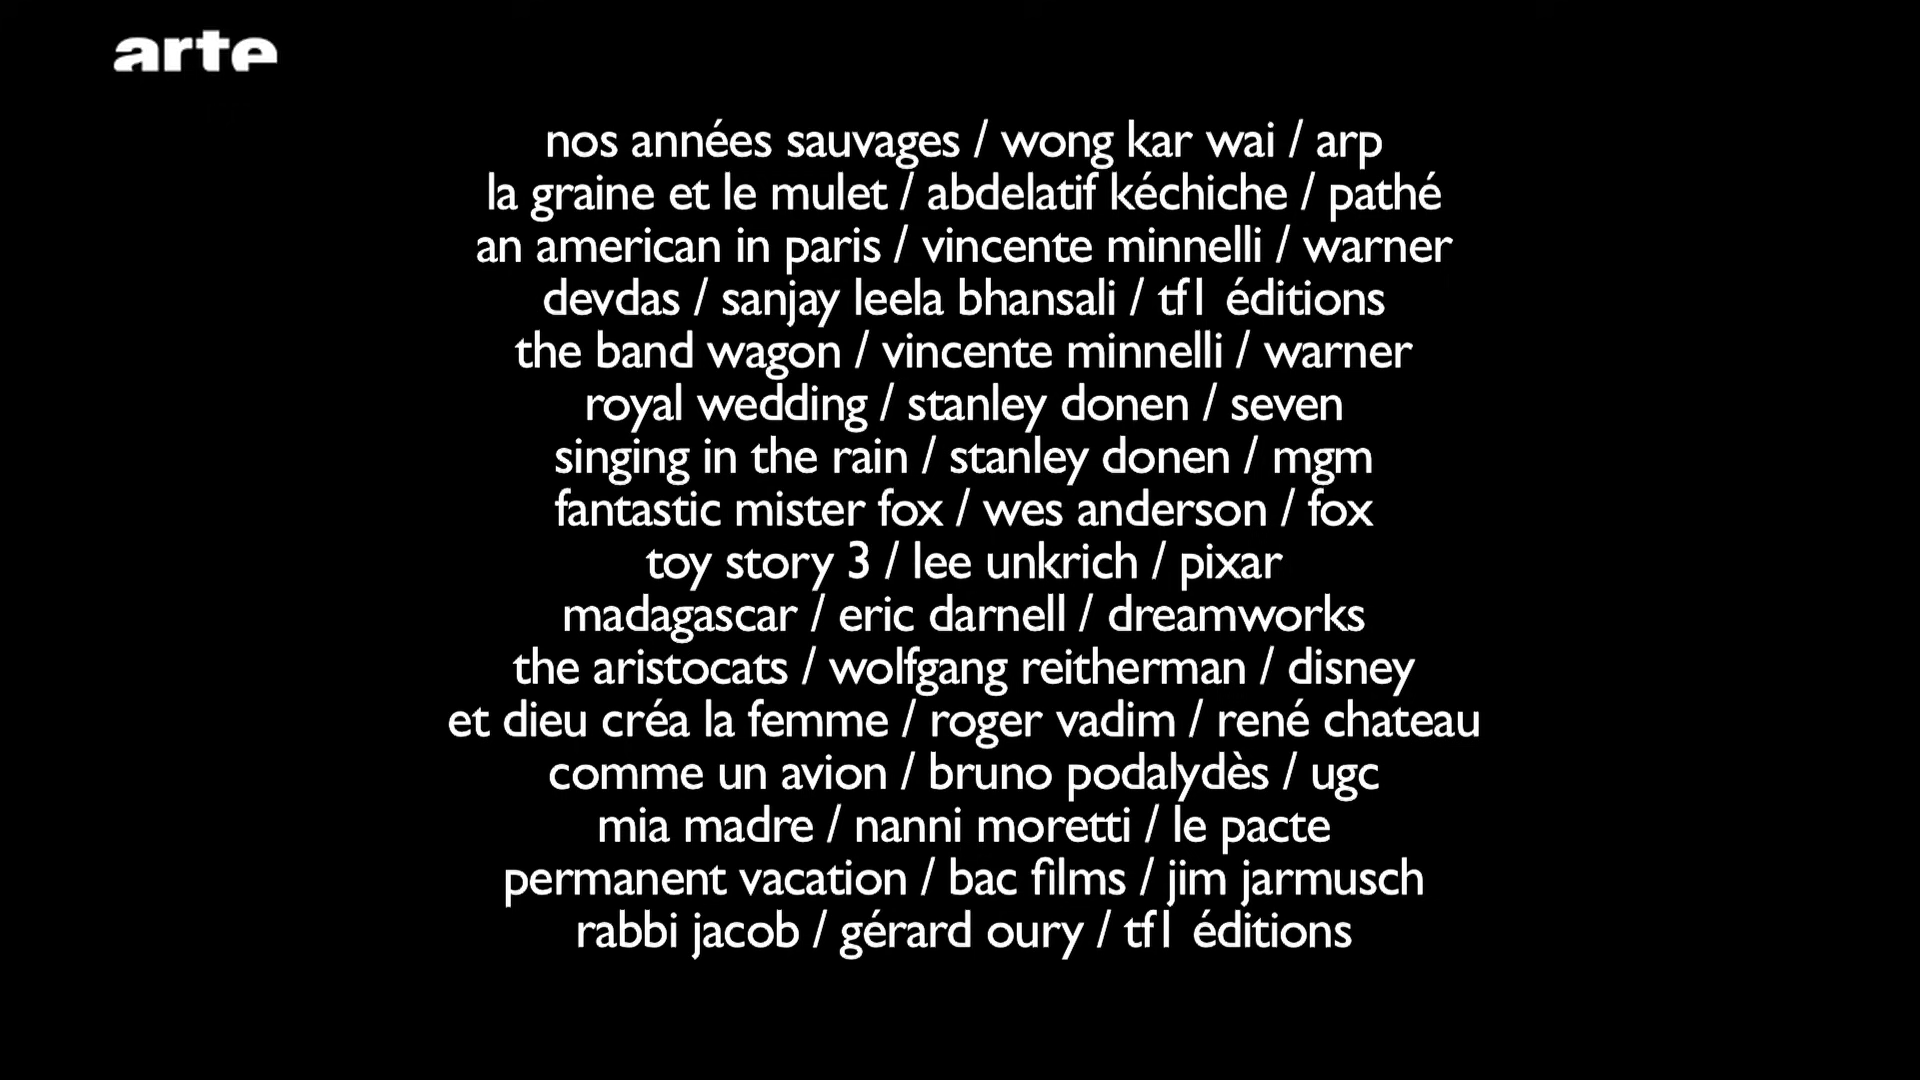 arte
nos années sauvages / wong kar wai / arp
la graine et le mulet / abdelatif kéchiche / pathé
an american in paris / vincente minnelli / warner
devdas / sanjay leela bhansali / tf1 éditions
the band wagon / vincente minnelli / warner
royal wedding / stanley donen / seven
singing in the rain / stanley donen / mgm
fantastic mister fox / wes anderson / fox
toy story 3 / lee unkrich / pixar
madagascar / eric darnell / dreamworks
the aristocats / wolfgang reitherman / disney
et dieu créa la femme / roger vadim / rené chateau
comme un avion / bruno podalydès / ugc
mia madre / nanni moretti / le pacte
permanent vacation / bac films / jim jarmusch
rabbi jacob / gérard oury / tf1 éditions